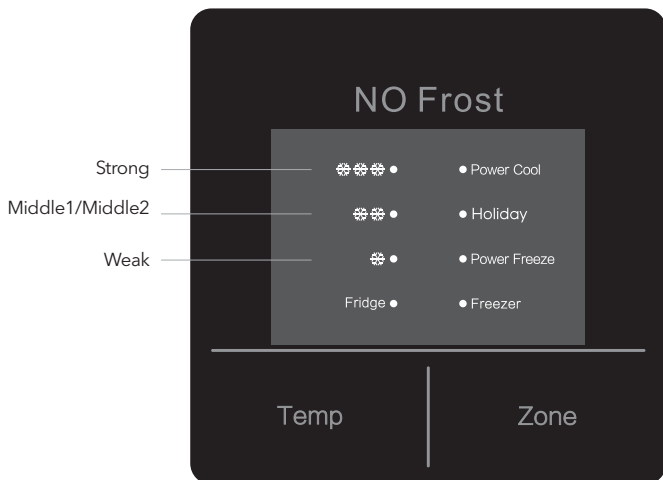 NO Frost
Strong
Power Cool
Middle1/Middle2
Holiday
Weak
Power Freeze
Fridge
Freezer
Temp
Zone